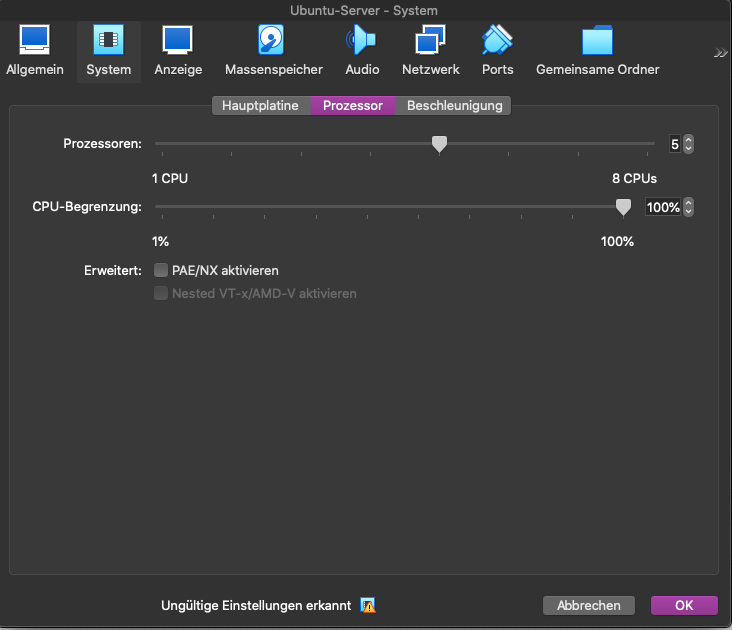 Ubuntu-Server - System
Allgemein System Anzeige Massenspeicher Audio Netzwerk Ports Gemeinsame Ordner
Hauptplatine Prozessor Beschleunigung
Prozessoren: 5
1 CPU 8 CPUs
CPU-Begrenzung: 100%
1% 100%
Erweitert: PAE/NX aktivieren
Nested VT-x/AMD-V aktivieren
Ungültige Einstellungen erkannt Abbrechen OK